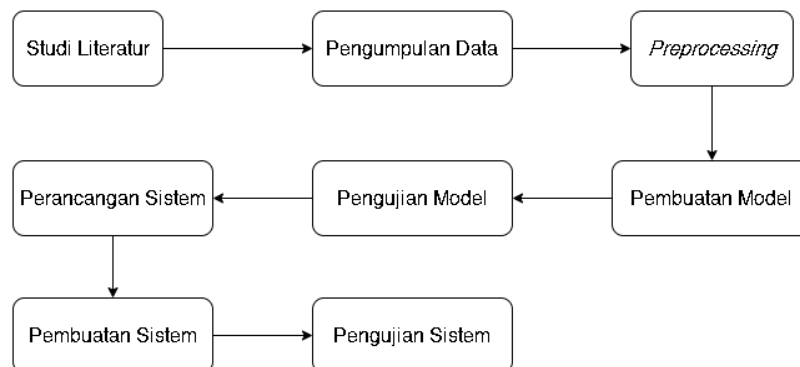 Studi Literatur
Pengumpulan Data
Preprocessing
Pembuatan Model
Pengujian Model
Perancangan Sistem
Pembuatan Sistem
Pengujian Sistem